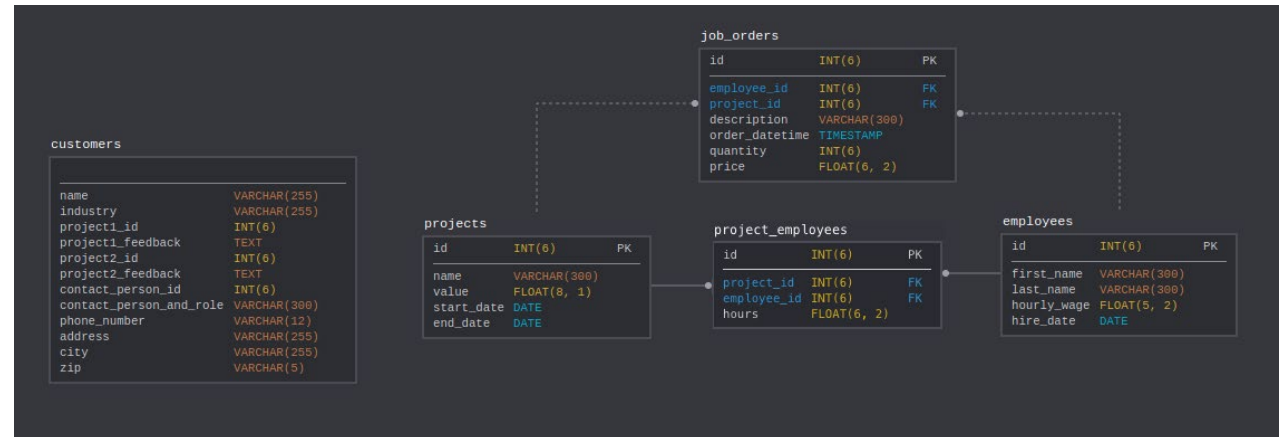 job_orders
id INT(6) PK
employee_id INT(6) FK
project_id INT(6) FK
description VARCHAR(300)
order_datetime TIMESTAMP
quantity INT(6)
price FLOAT(6, 2)
customers
name VARCHAR(255)
industry VARCHAR(255)
project1_id INT(6)
project1_feedback TEXT
project2_id INT(6)
project2_feedback TEXT
contact_person_id INT(6)
contact_person_and_role VARCHAR(300)
phone_number VARCHAR(12)
address VARCHAR(255)
city VARCHAR(255)
zip VARCHAR(5)
projects
id INT(6) PK
name VARCHAR(300)
value FLOAT(8, 1)
start_date DATE
end_date DATE
project_employees
id INT(6) PK
project_id INT(6) FK
employee_id INT(6) FK
hours FLOAT(6, 2)
employees
id INT(6) PK
first_name VARCHAR(300)
last_name VARCHAR(300)
hourly_wage FLOAT(5, 2)
hire_date DATE